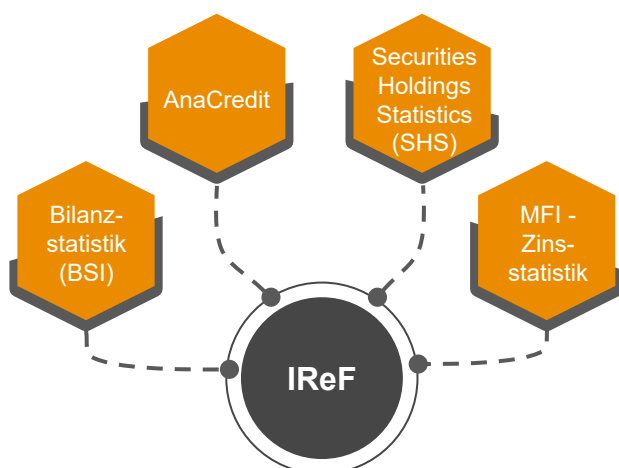 AnaCredit
Securities
Holdings
Statistics
(SHS)
Bilanz-
statistik
(BSI)
MFI -
Zins-
statistik
IReF